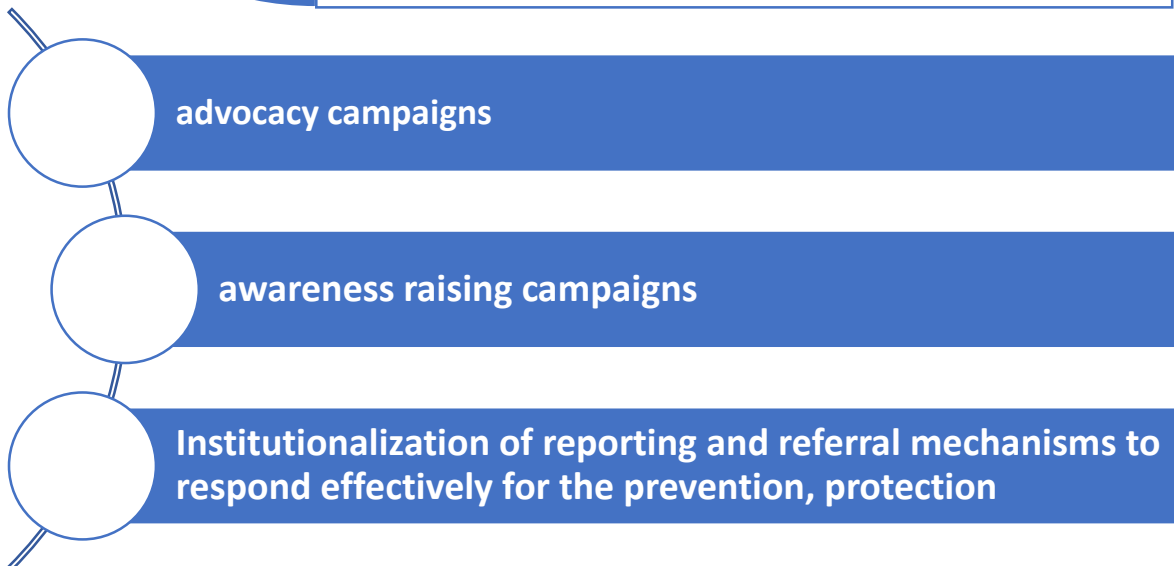 advocacy campaigns
awareness raising campaigns
Institutionalization of reporting and referral mechanisms to
respond effectively for the prevention, protection